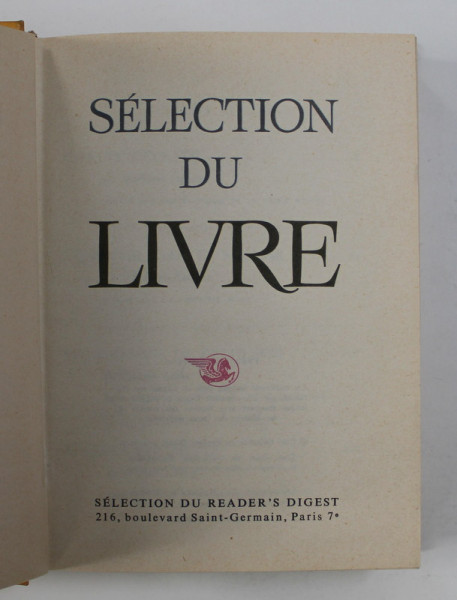 SÉLECTION
DU
LIVRE
SÉLECTION DU READER'S DIGEST
216, boulevard Saint-Germain, Paris 7e